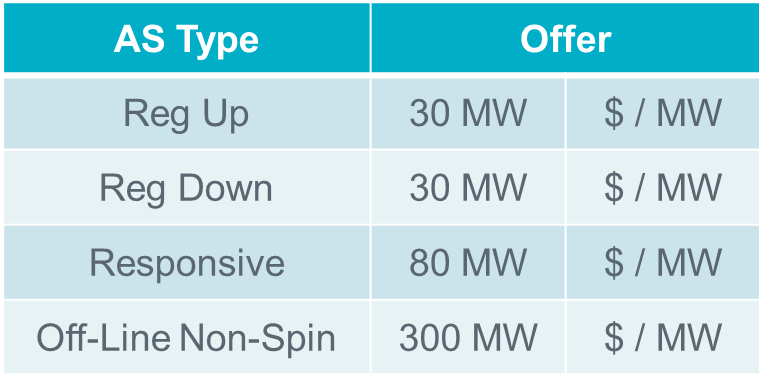 AS Type Offer
Reg Up 30 MW $ / MW
Reg Down 30 MW $ / MW
Responsive 80 MW $ / MW
Off-Line Non-Spin 300 MW $ / MW